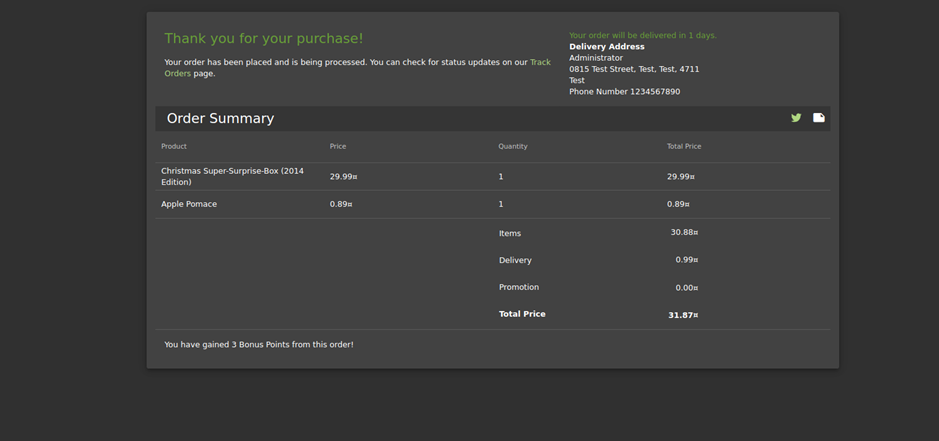 Thank you for your purchase!
Your order has been placed and is being processed. You can check for status updates on our Track
Orders page.
Your order will be delivered in 1 days.
Delivery Address
Administrator
0815 Test Street, Test, Test, 4711
Test
Phone Number 1234567890
Order Summary
Product Price Quantity Total Price
Christmas Super-Surprise-Box (2014
Edition) 29.99¤ 1 29.99¤
Apple Pomace 0.89¤ 1 0.89¤
Items 30.88¤
Delivery 0.99¤
Promotion 0.00¤
Total Price 31.87¤
You have gained 3 Bonus Points from this order!